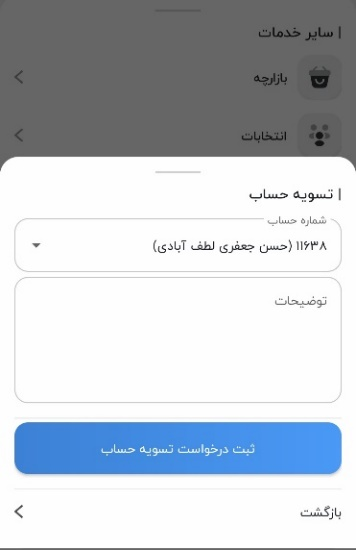 | سایر خدمات
بازارچه
انتخابات
| تسویه حساب
شماره حساب
۱۱۶۳۸ (حسن جعفری لطف آبادی)
توضیحات
ثبت درخواست تسویه حساب
بازگشت